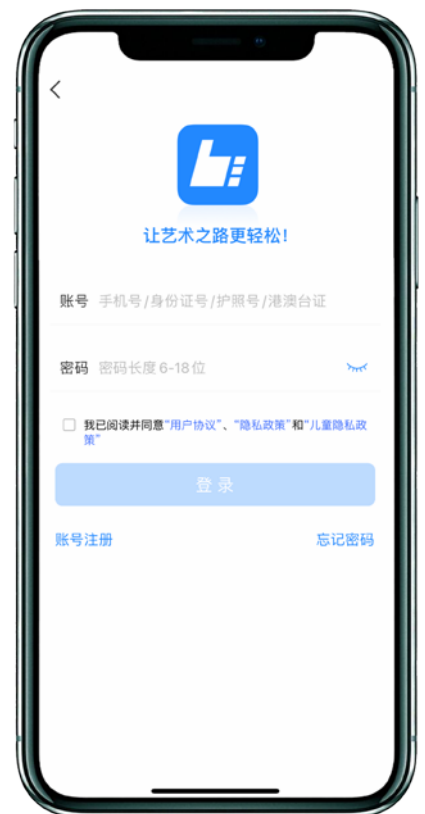 让艺术之路更轻松!
账号 手机号/身份证号/护照号/港澳台证
密码 密码长度6-18位
我已阅读并同意“用户协议”、“隐私政策”和“儿童隐私政
策”
登录
账号注册 忘记密码